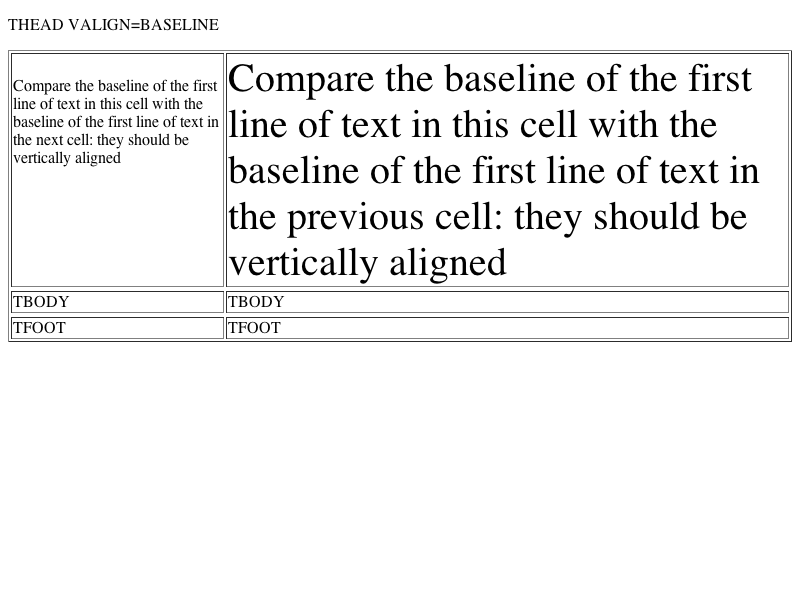 THEAD VALIGN=BASELINE
Compare the baseline of the first
line of text in this cell with the
baseline of the first line of text in
the next cell: they should be
vertically aligned
Compare the baseline of the first
line of text in this cell with the
baseline of the first line of text in
the previous cell: they should be
vertically aligned
TBODY
TBODY
TFOOT
TFOOT